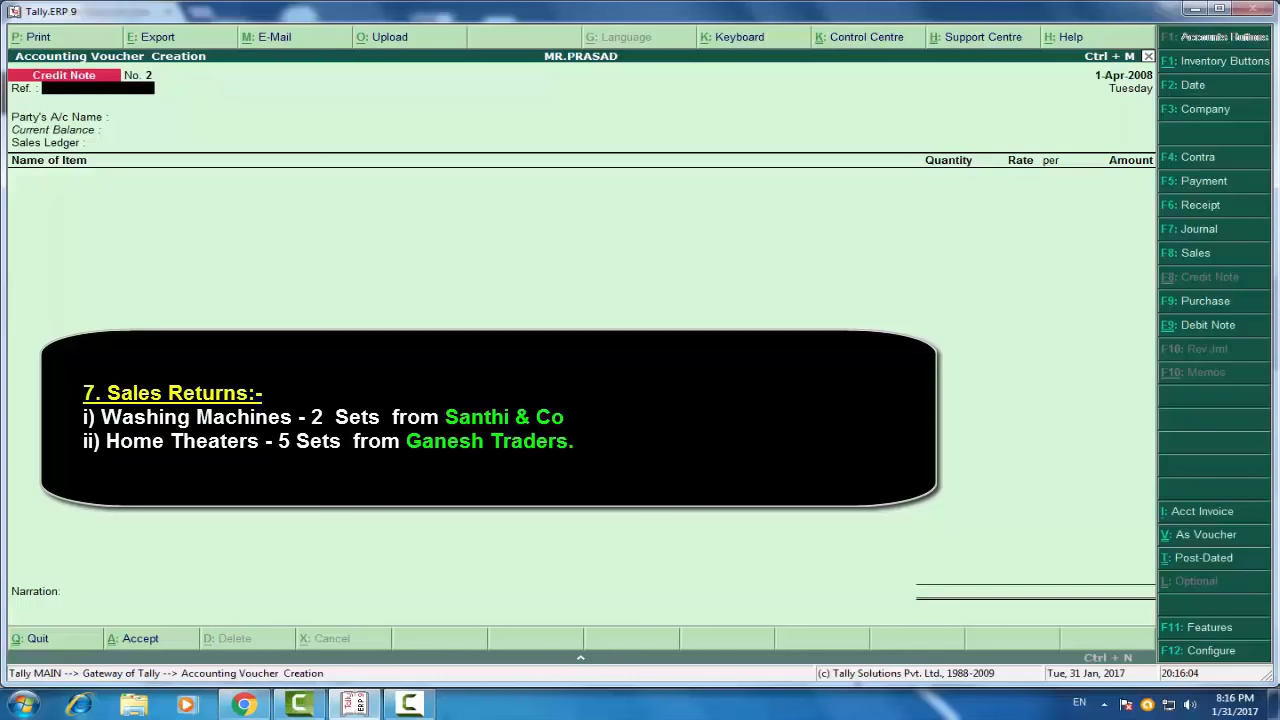 Tally.ERP 9
P: Print E: Export M: E-Mail O: Upload G: Language K: Keyboard K: Control Centre H: Support Centre H: Help
Accounting Voucher Creation MR.PRASAD Ctrl + M
Credit Note No. 2 1-Apr-2008
Ref. : Tuesday
Party's A/c Name :
Current Balance :
Sales Ledger :
Name of Item Quantity Rate per Amount
7. Sales Returns:-
i) Washing Machines - 2 Sets from Santhi & Co
ii) Home Theaters - 5 Sets from Ganesh Traders.
Narration:
F1: Inventory Buttons
F2: Date
F3: Company
F4: Contra
F5: Payment
F6: Receipt
F7: Journal
F8: Sales
F8: Credit Note
F9: Purchase
F9: Debit Note
F10: Rev Jrnl
F10: Memos
I: Acct Invoice
V: As Voucher
T: Post-Dated
L: Optional
F11: Features
F12: Configure
Q: Quit A: Accept D: Delete X: Cancel
Ctrl + N
Tally MAIN --> Gateway of Tally --> Accounting Voucher Creation (c) Tally Solutions Pvt. Ltd., 1988-2009 Tue, 31 Jan, 2017 20:16:04
EN 8:16 PM
1/31/2017